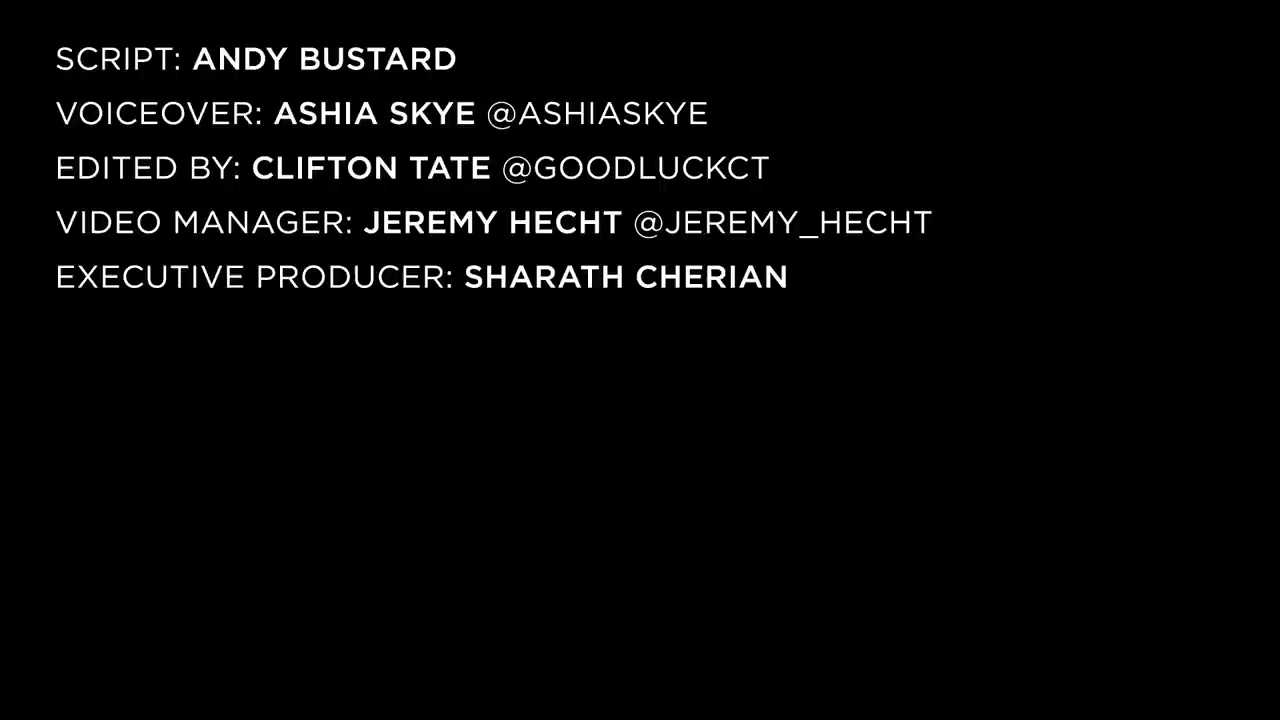 SCRIPT: ANDY BUSTARD
VOICEOVER: ASHIA SKYE @ASHIASKYE
EDITED BY: CLIFTON TATE @GOODLUCKCT
VIDEO MANAGER: JEREMY HECHT @JEREMY_HECHT
EXECUTIVE PRODUCER: SHARATH CHERIAN